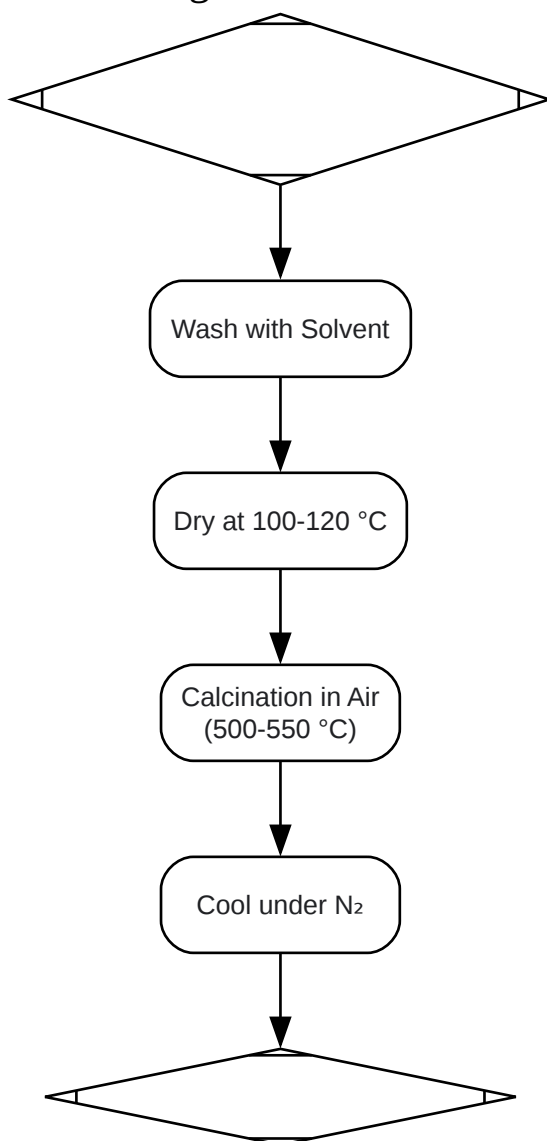 Wash with Solvent
Dry at 100-120 °C
Calcination in Air
(500-550 °C)
Cool under N₂